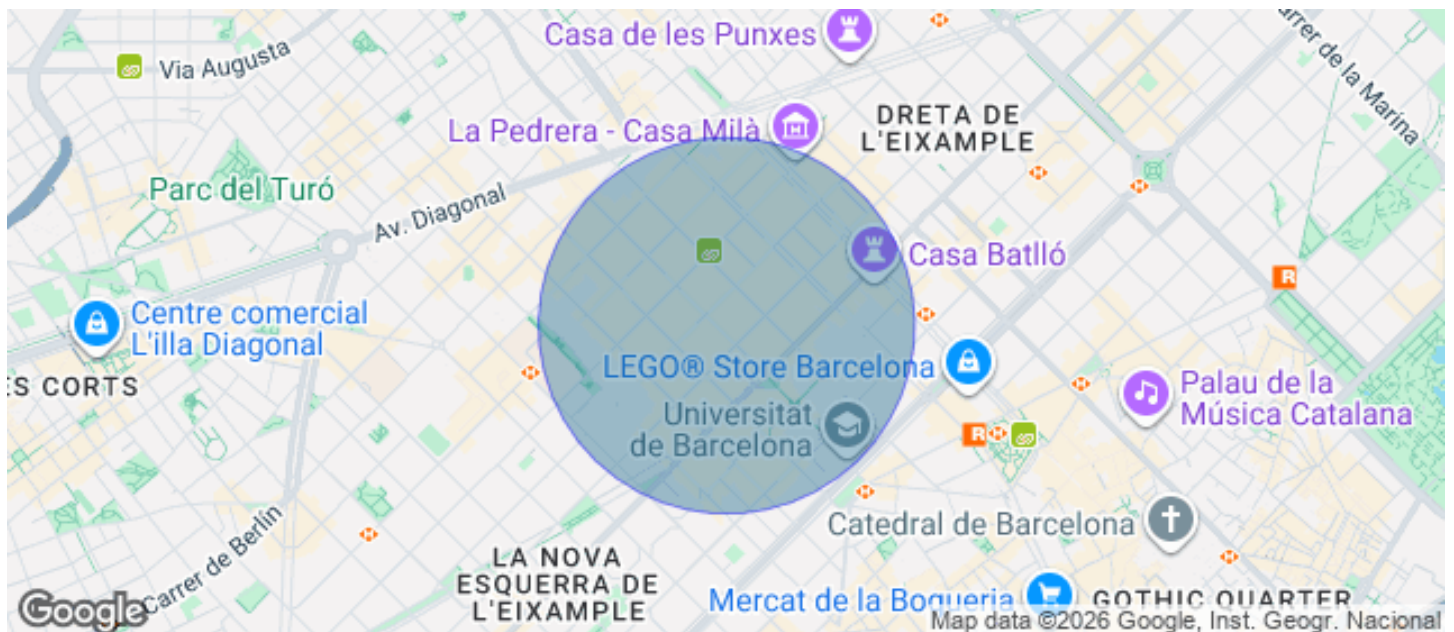 Casa de les Punxes
Via Augusta
Carrer de la Marina
DRETA DE
L'EIXAMPLE
La Pedrera - Casa Milà
Parc del Turó
Av. Diagonal
Casa Batlló
Centre comercial
L'illa Diagonal
LEGO® Store Barcelona
ES CORTS
Palau de la
Música Catalana
Universitat
de Barcelona
R
R
Catedral de Barcelona
Carrer de Berlín
LA NOVA
ESQUERRA DE
L'EIXAMPLE
Mercat de la Boqueria
GOTHIC QUARTER
Google
Map data ©2026 Google, Inst. Geogr. Nacional